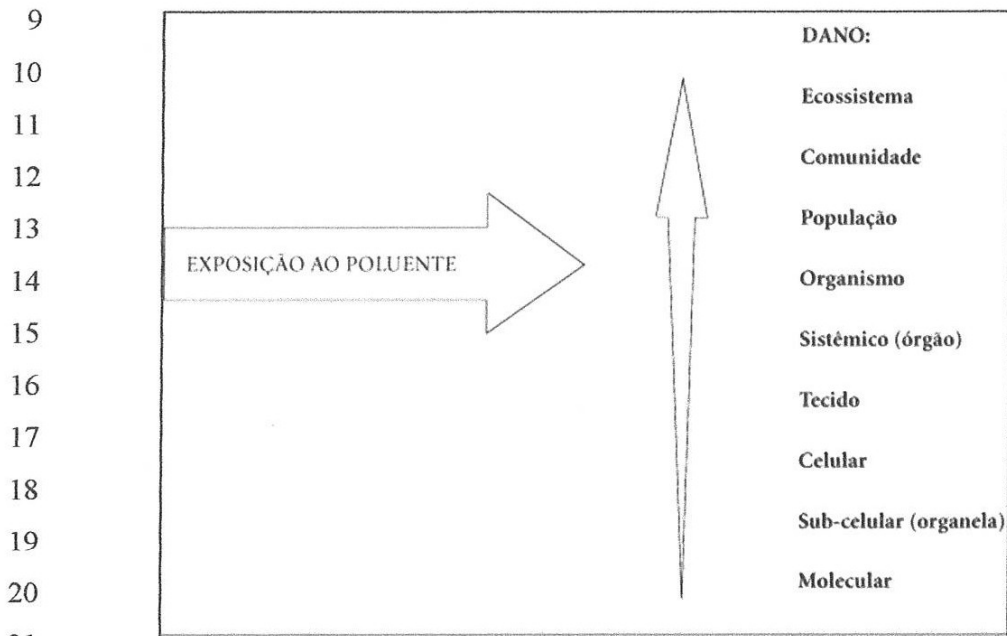 9
DANO:
10
Ecossistema
11
Comunidade
12
População
13
EXPOSIÇÃO AO POLUENTE
14
Organismo
15
Sistêmico (órgão)
16
Tecido
17
Celular
18
Sub-celular (organela)
19
20
Molecular